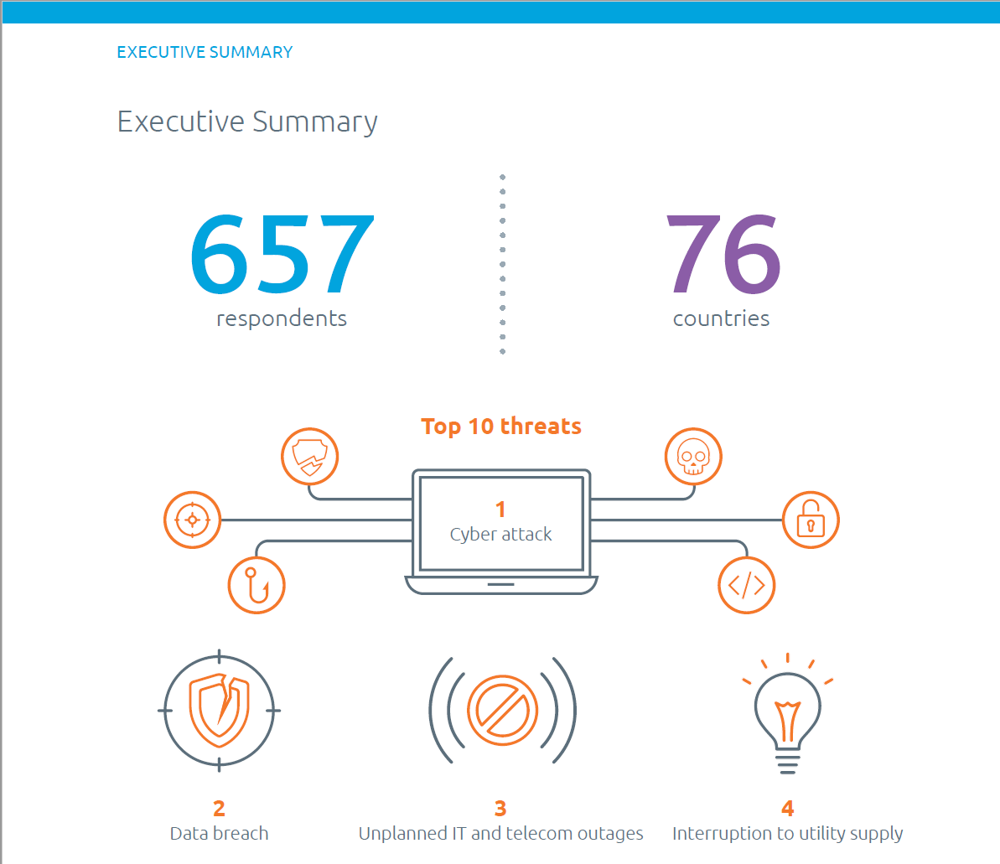 EXECUTIVE SUMMARY
Executive Summary
657
respondents
76
countries
Top 10 threats
1
Cyber attack
</>
2
Data breach
3
Unplanned IT and telecom outages
4
Interruption to utility supply